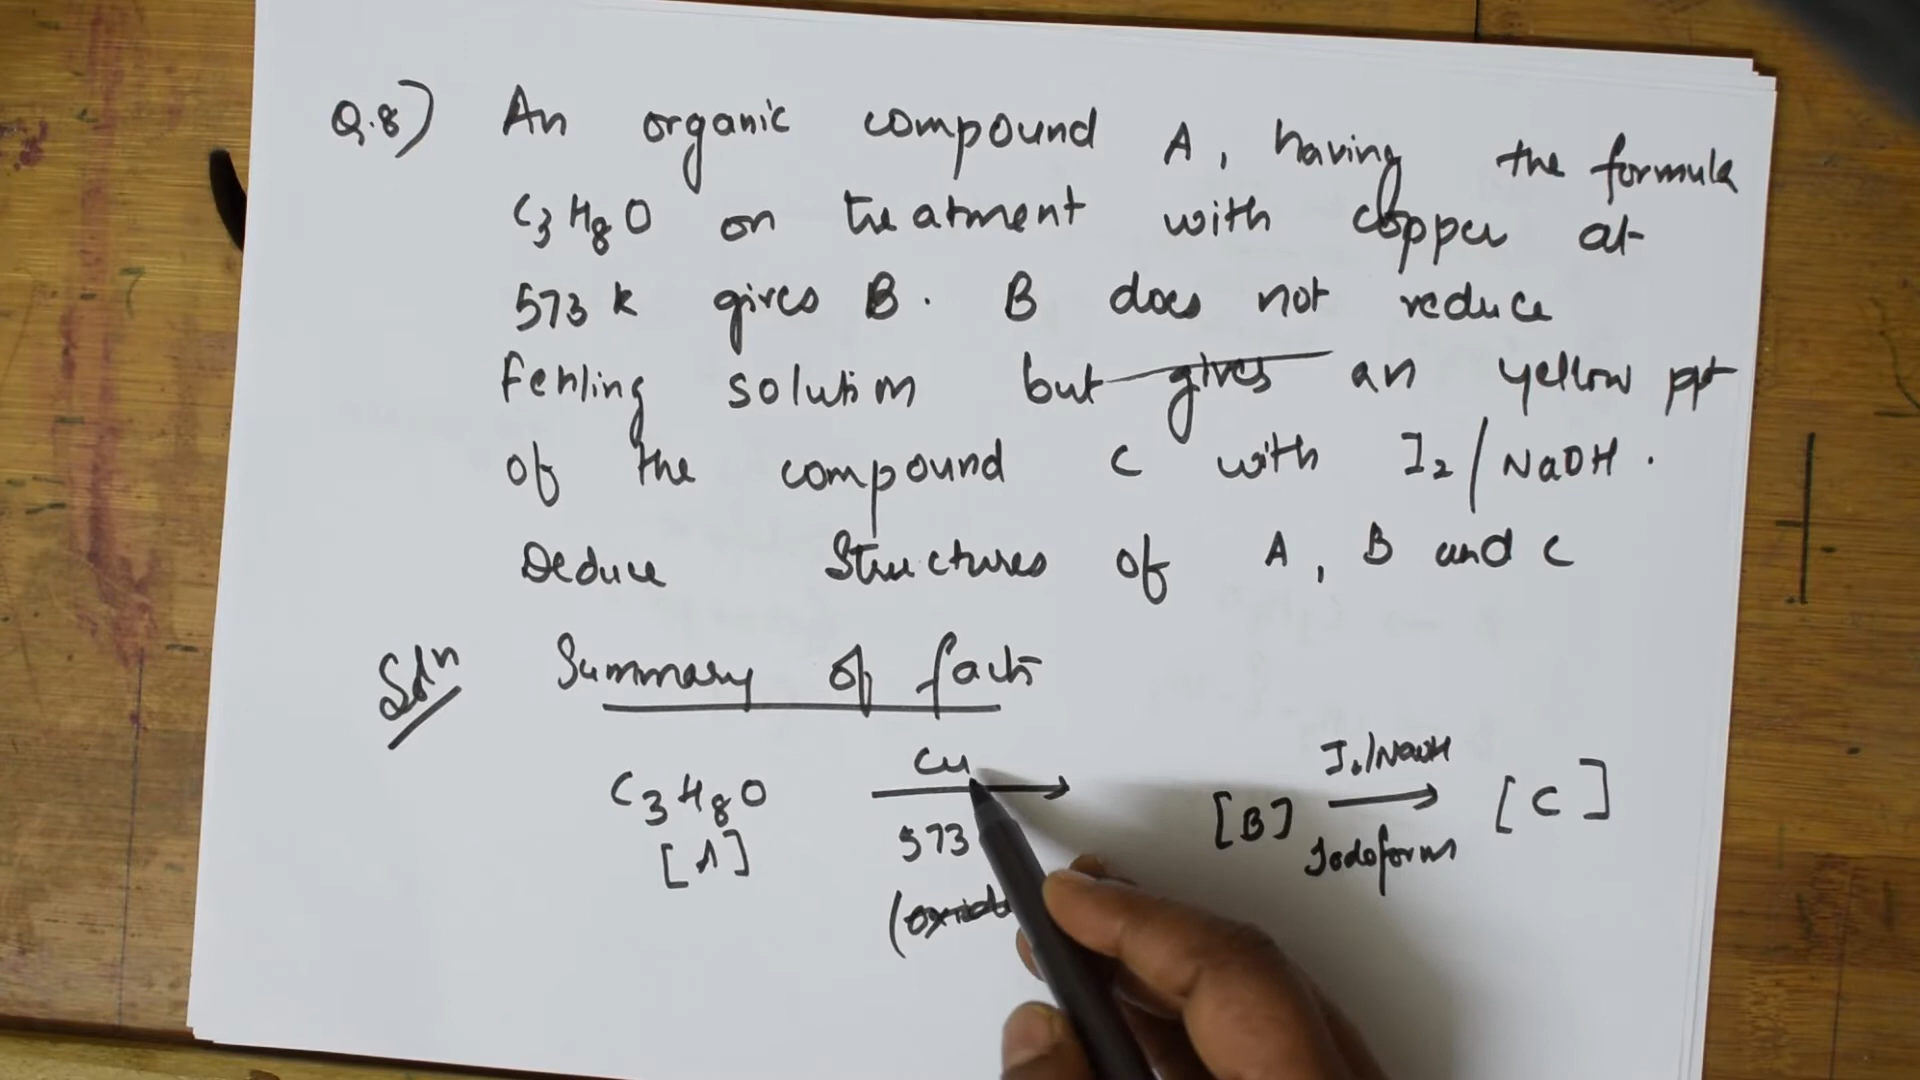 Q.8) An organic compound A, having the formula
C3H8O on treatment with copper at
573 K gives B. B does not reduce
Fehling solution but gives an yellow ppt
of the compound C with I2/NaOH.
Deduce Structures of A, B and C
Soln Summary of facts
C3H8O Cu [B] I2/NaOH [C]
[A] 573 Iodoform